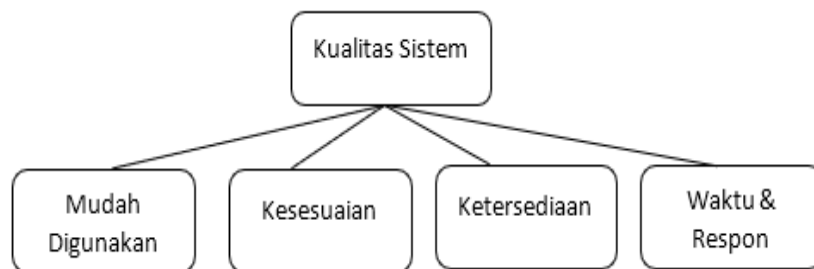 Kualitas Sistem
Mudah
Digunakan
Kesesuaian
Ketersediaan
Waktu &
Respon